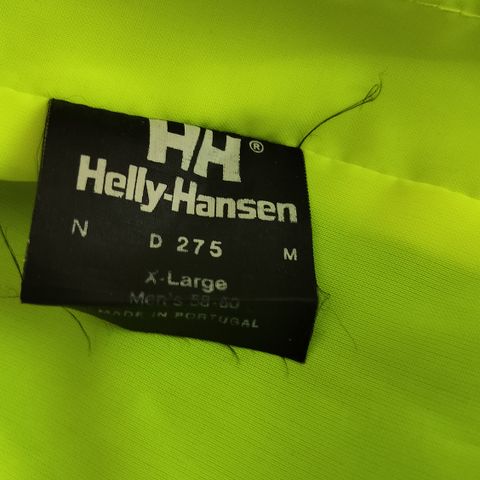 HH®
Helly-Hansen
N D 275 M
X-Large
Men's 58-60
MADE IN PORTUGAL